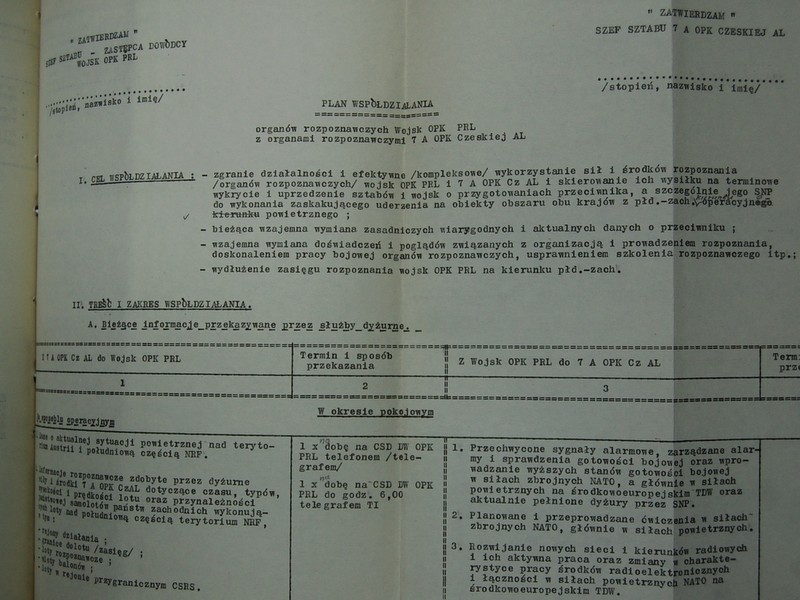 " ZATWIERDZAM "
SZEF SZTABU - ZASTĘPCA DOWÓDCY
WOJSK OPK PRL
/stopień, nazwisko i imię/
" ZATWIERDZAM "
SZEF SZTABU 7 A OPK CZESKIEJ AL
/stopień, nazwisko i imię/
PLAN WSPÓŁDZIAŁANIA
organów rozpoznawczych Wojsk OPK PRL
z organami rozpoznawczymi 7 A OPK Czeskiej AL
I. CEL WSPÓŁDZIAŁANIA : - zgranie działalności i efektywne /kompleksowe/ wykorzystanie sił i środków rozpoznania
/organów rozpoznawczych/ wojsk OPK PRL i 7 A OPK Cz AL i skierowanie ich wysiłku na terminowe
wykrycie i uprzedzenie sztabów i wojsk o przygotowaniach przeciwnika, a szczególnie jego SNP
do wykonania zaskakującego uderzenia na obiekty obszaru obu krajów z płd.-zach. operacyjnego
kierunku powietrznego ;
- bieżąca wzajemna wymiana zasadniczych wiarygodnych i aktualnych danych o przeciwniku ;
- wzajemna wymiana doświadczeń i poglądów związanych z organizacją i prowadzeniem rozpoznania,
doskonaleniem pracy bojowej organów rozpoznawczych, usprawnieniem szkolenia rozpoznawczego itp.;
- wydłużenie zasięgu rozpoznania wojsk OPK PRL na kierunku płd.-zach.
II. TREŚĆ I ZAKRES WSPÓŁDZIAŁANIA.
A. Bieżące informacje przekazywane przez służby dyżurne.
Z 7 A OPK Cz AL do Wojsk OPK PRL
Termin i sposób
przekazania
Z Wojsk OPK PRL do 7 A OPK Cz AL
Termi
prze
1
2
3
W okresie pokojowym
o aktualnej sytuacji powietrznej nad teryto-
Austrii i południową częścią NRF.
1 x dobę na CSD DW OPK
PRL telefonem /tele-
grafem/
1 x dobę na CSD DW OPK
PRL do godz. 6,00
telegrafem TI
informacje rozpoznawcze zdobyte przez dyżurne
siły i środki 7 A OPK CzAL dotyczące czasu, typów,
wysokości i prędkości lotu oraz przynależności
państwowej samolotów państw zachodnich wykonują-
cych loty nad południową częścią terytorium NRF,
w tym :
- rejony działania ;
- granice dolotu /zasięg/ ;
- loty rozpoznawcze ;
- loty balonów ;
- loty w rejonie przygranicznym CSRS.
1. Przechwycone sygnały alarmowe, zarządzane alar-
my i sprawdzenia gotowości bojowej oraz wpro-
wadzanie wyższych stanów gotowości bojowej
w siłach zbrojnych NATO, a głównie w siłach
powietrznych na środkowoeuropejskim TDW oraz
aktualnie pełnione dyżury przez SNP.
2. Planowane i przeprowadzane ćwiczenia w siłach
zbrojnych NATO, głównie w siłach powietrznych.
3. Rozwijanie nowych sieci i kierunków radiowych
i ich aktywna praca oraz zmiany w charakte-
rystyce pracy środków radioelektronicznych
i łączności w siłach powietrznych NATO na
środkowoeuropejskim TDW.